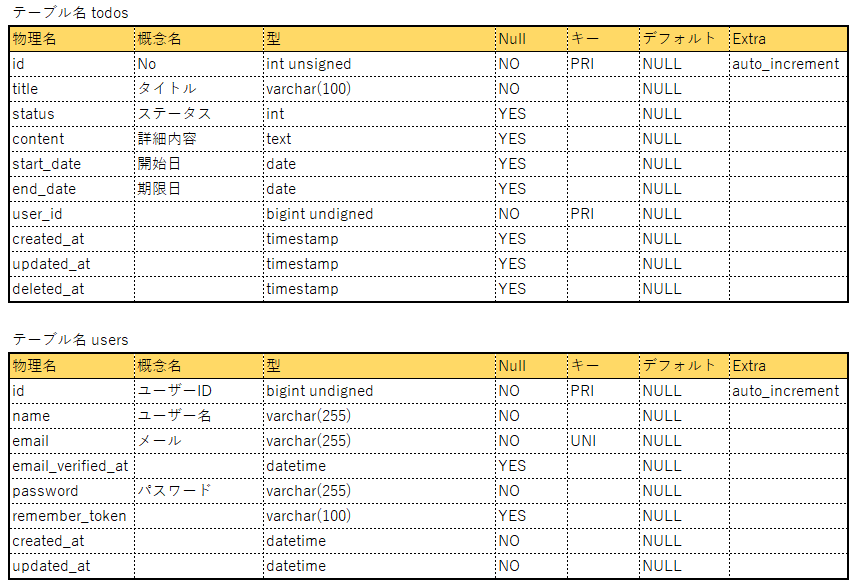 テーブル名 todos
物理名 概念名 型 Null キー デフォルト Extra
id No int unsigned NO PRI NULL auto_increment
title タイトル varchar(100) NO NULL
status ステータス int YES NULL
content 詳細内容 text YES NULL
start_date 開始日 date YES NULL
end_date 期限日 date YES NULL
user_id bigint undigned NO PRI NULL
created_at timestamp YES NULL
updated_at timestamp YES NULL
deleted_at timestamp YES NULL
テーブル名 users
物理名 概念名 型 Null キー デフォルト Extra
id ユーザーID bigint undigned NO PRI NULL auto_increment
name ユーザー名 varchar(255) NO NULL
email メール varchar(255) NO UNI NULL
email_verified_at datetime YES NULL
password パスワード varchar(255) NO NULL
remember_token varchar(100) YES NULL
created_at datetime NO NULL
updated_at datetime NO NULL